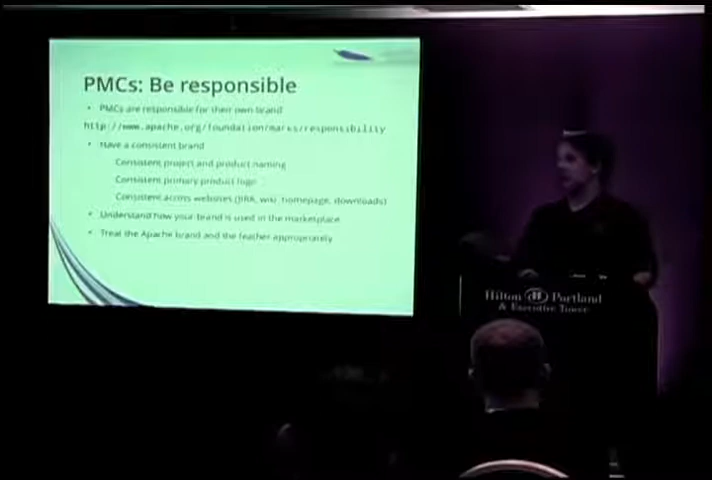 PMCs: Be responsible
PMCs are responsible for their own brand
http://www.apache.org/foundation/marks/responsibility
Have a consistent brand
Consistent project and product naming
Consistent primary product logo
Consistent across websites (JIRA, wiki, homepage, downloads)
Understand how your brand is used in the marketplace
Treat the Apache brand and the feather appropriately
Hilton Portland
& Executive Tower